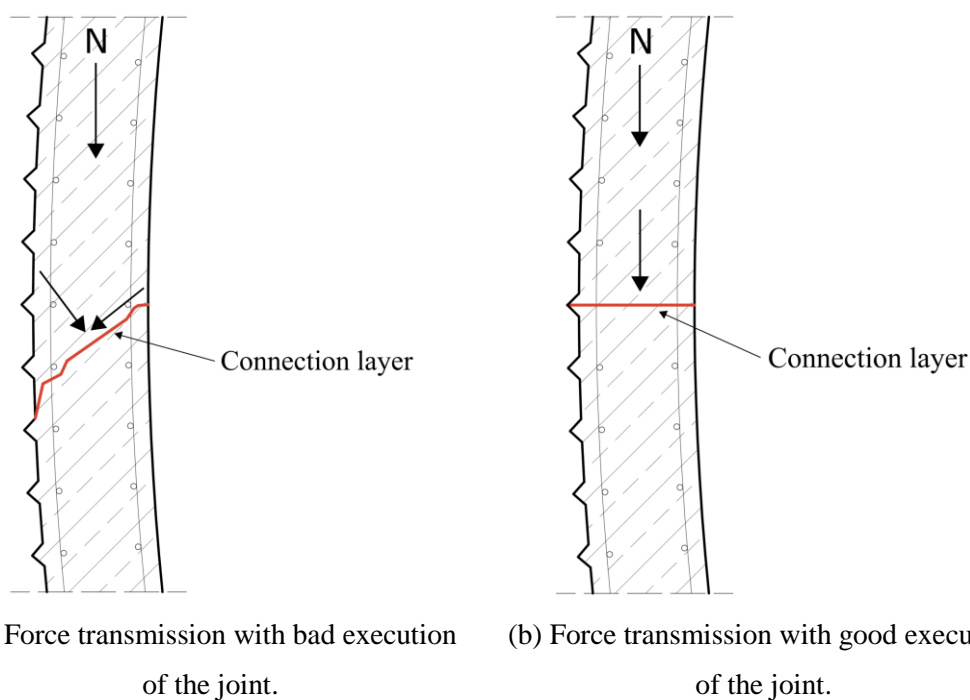 N
N
Connection layer
Connection layer
Force transmission with bad execution
of the joint.
(b) Force transmission with good execu
of the joint.